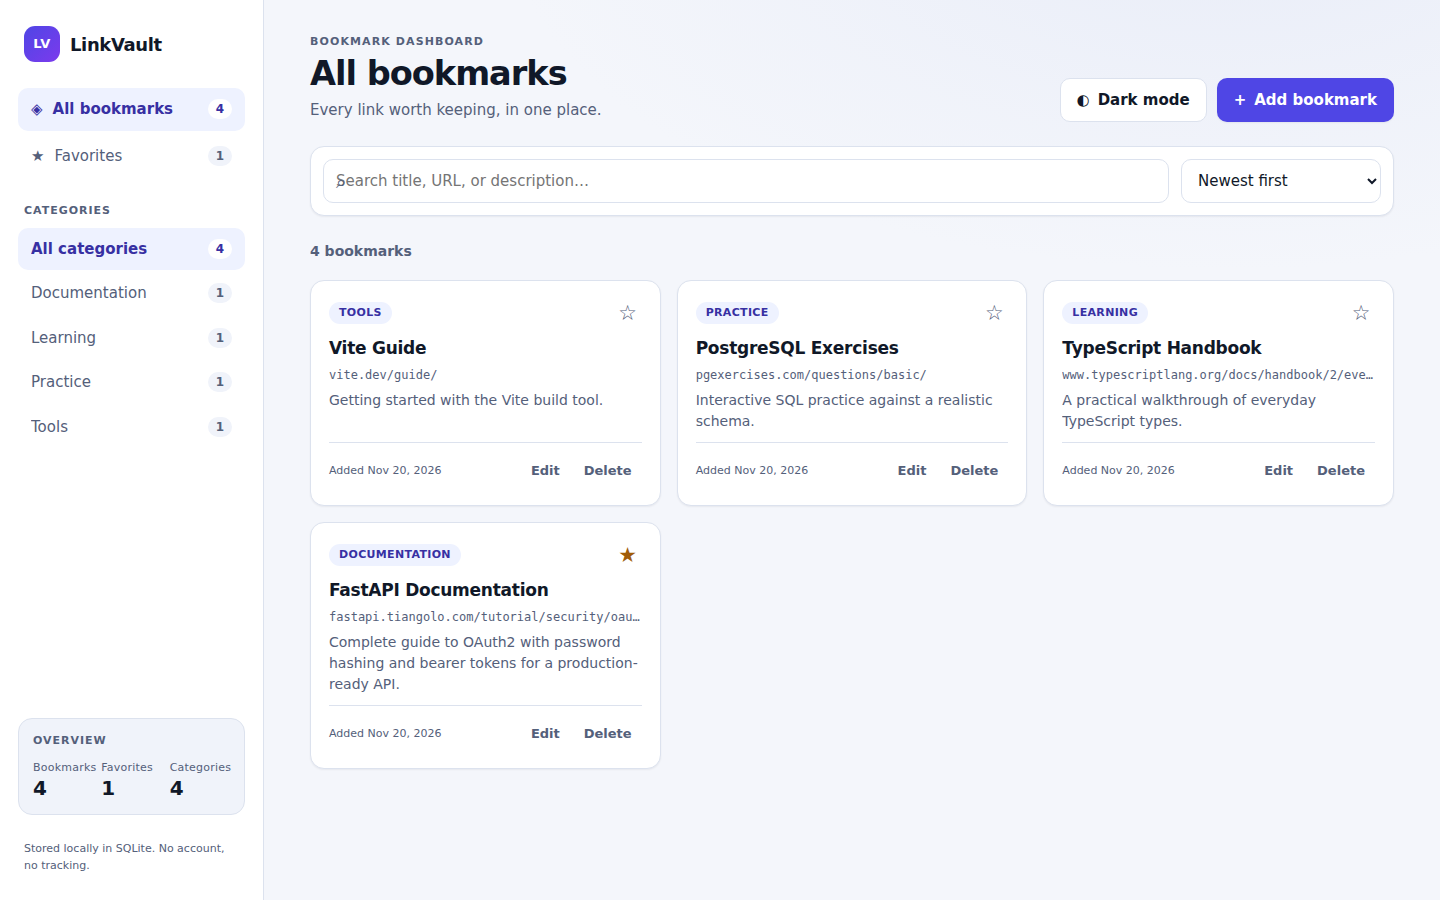 LV LinkVault
◈ All bookmarks 4
★ Favorites 1
CATEGORIES
All categories 4
Documentation 1
Learning 1
Practice 1
Tools 1
OVERVIEW
Bookmarks Favorites Categories
4 1 4
Stored locally in SQLite. No account,
no tracking.
BOOKMARK DASHBOARD
All bookmarks
Every link worth keeping, in one place.
◐ Dark mode
+ Add bookmark
Search title, URL, or description…
Newest first
4 bookmarks
TOOLS ☆
Vite Guide
vite.dev/guide/
Getting started with the Vite build tool.
Added Nov 20, 2026 Edit Delete
PRACTICE ☆
PostgreSQL Exercises
pgexercises.com/questions/basic/
Interactive SQL practice against a realistic
schema.
Added Nov 20, 2026 Edit Delete
LEARNING ☆
TypeScript Handbook
www.typescriptlang.org/docs/handbook/2/eve…
A practical walkthrough of everyday
TypeScript types.
Added Nov 20, 2026 Edit Delete
DOCUMENTATION ★
FastAPI Documentation
fastapi.tiangolo.com/tutorial/security/oau…
Complete guide to OAuth2 with password
hashing and bearer tokens for a production-
ready API.
Added Nov 20, 2026 Edit Delete